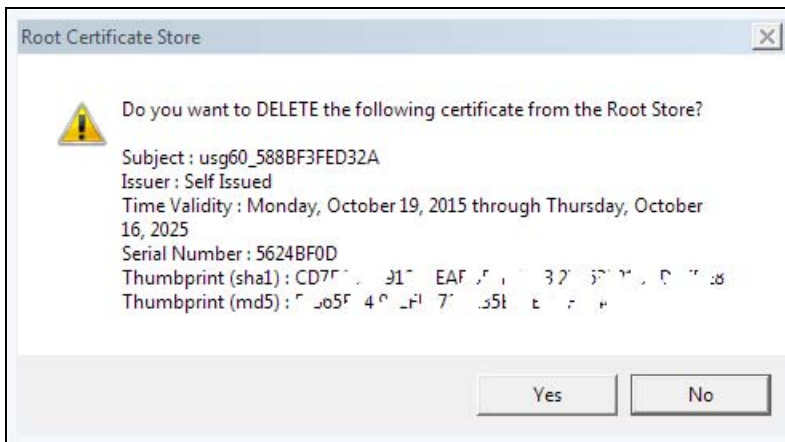 Root Certificate Store
Do you want to DELETE the following certificate from the Root Store?
Subject : usg60_588BF3FED32A
Issuer : Self Issued
Time Validity : Monday, October 19, 2015 through Thursday, October
16, 2025
Serial Number : 5624BF0D
Thumbprint (sha1) :
Thumbprint (md5) :
Yes
No